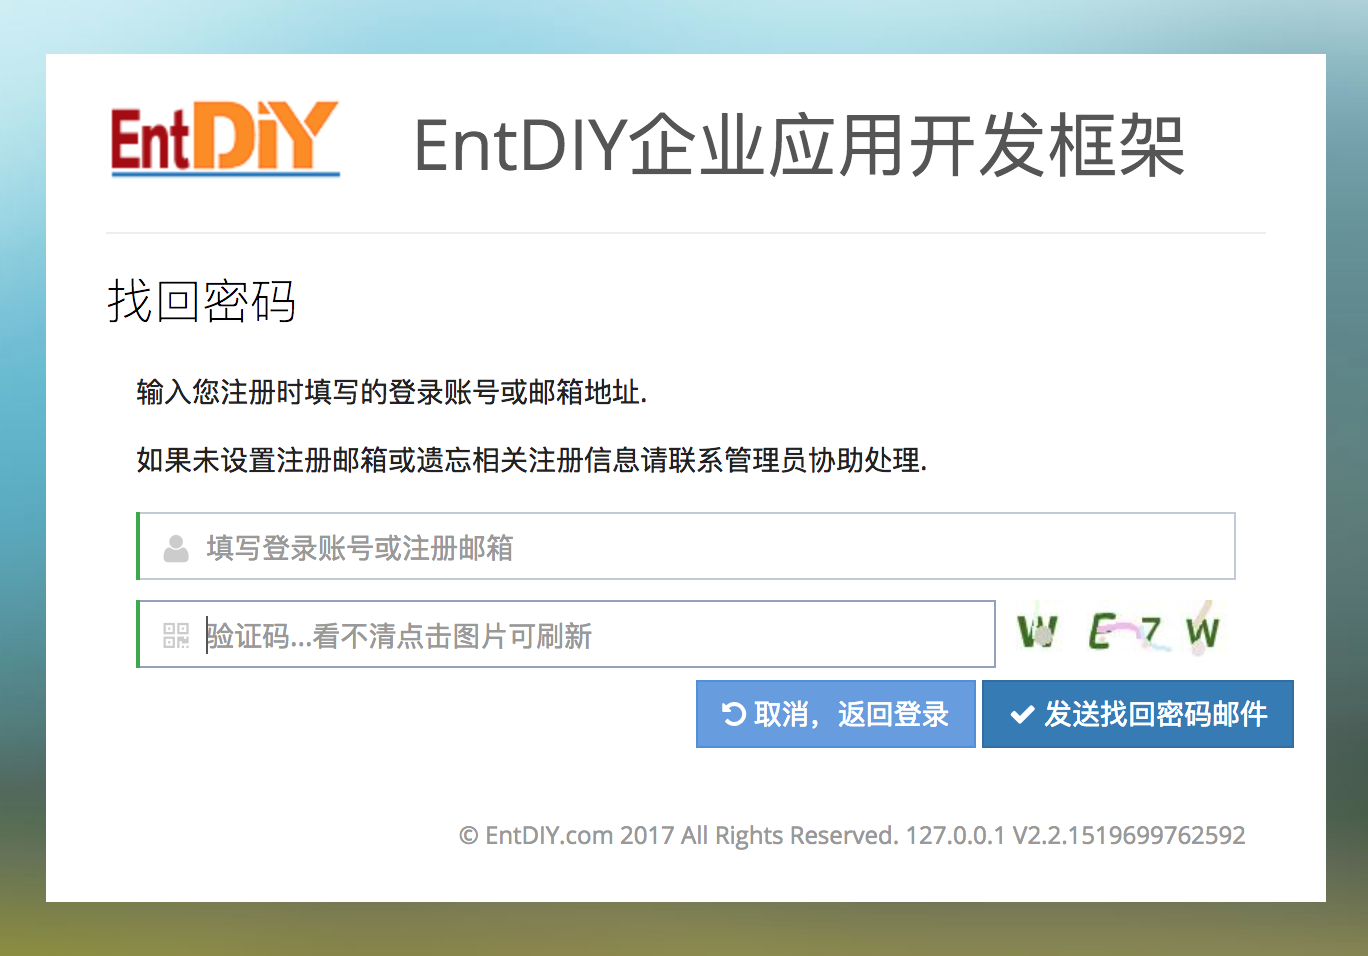 EntDiY
EntDIY企业应用开发框架
找回密码
输入您注册时填写的登录账号或邮箱地址.
如果未设置注册邮箱或遗忘相关注册信息请联系管理员协助处理.
填写登录账号或注册邮箱
验证码...看不清点击图片可刷新
W E 7 W
取消，返回登录
发送找回密码邮件
© EntDIY.com 2017 All Rights Reserved. 127.0.0.1 V2.2.1519699762592